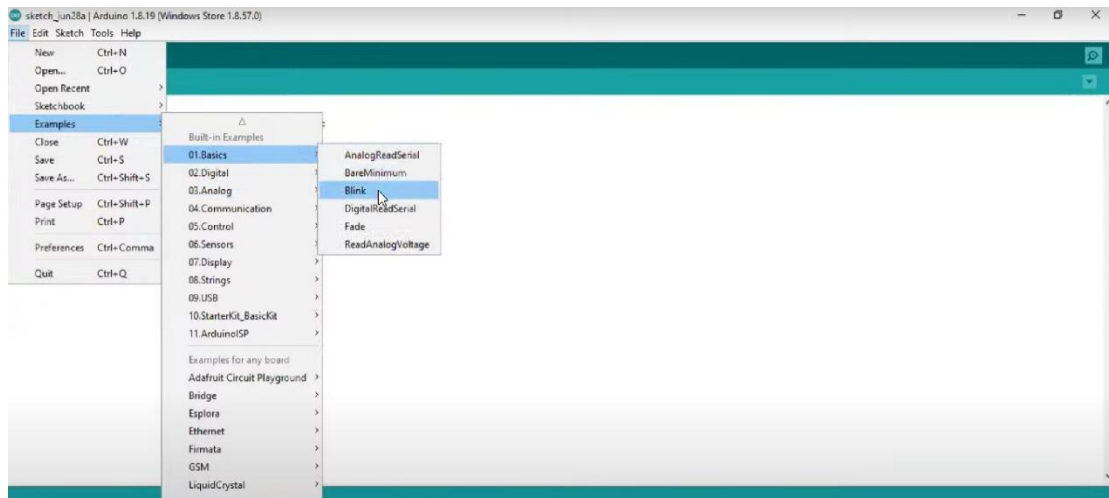 sketch_jun28a | Arduino 1.8.19 (Windows Store 1.8.57.0)
File Edit Sketch Tools Help
New Ctrl+N
Open... Ctrl+O
Open Recent
Sketchbook
Examples
Close Ctrl+W
Save Ctrl+S
Save As... Ctrl+Shift+S
Page Setup Ctrl+Shift+P
Print Ctrl+P
Preferences Ctrl+Comma
Quit Ctrl+Q
Built-in Examples
01.Basics
02.Digital
03.Analog
04.Communication
05.Control
06.Sensors
07.Display
08.Strings
09.USB
10.StarterKit_BasicKit
11.ArduinoISP
Examples for any board
Adafruit Circuit Playground
Bridge
Esplora
Ethernet
Firmata
GSM
LiquidCrystal
AnalogReadSerial
BareMinimum
Blink
DigitalReadSerial
Fade
ReadAnalogVoltage